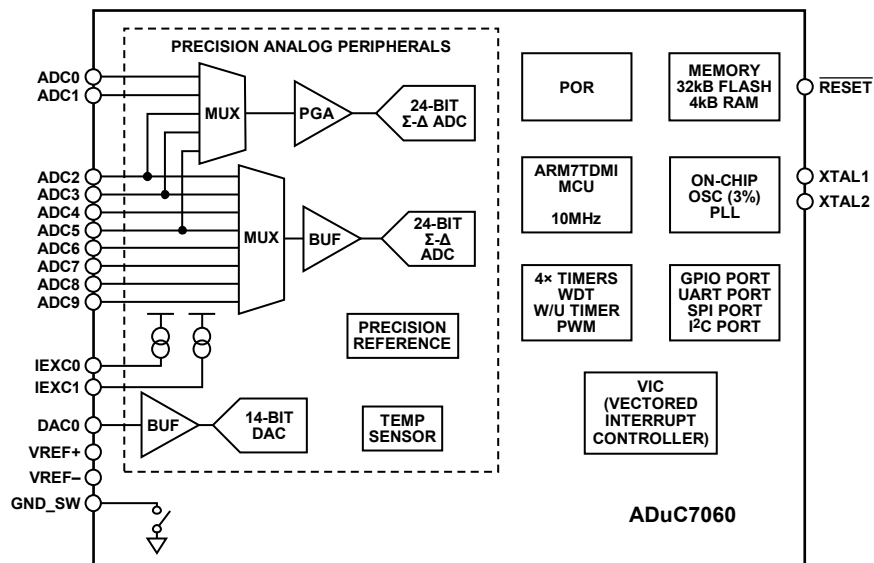 PRECISION ANALOG PERIPHERALS
ADC0
ADC1
MUX
PGA
24-BIT
Σ-Δ ADC
ADC2
ADC3
ADC4
ADC5
ADC6
ADC7
ADC8
ADC9
MUX
BUF
24-BIT
Σ-Δ
ADC
PRECISION
REFERENCE
IEXC0
IEXC1
DAC0
BUF
14-BIT
DAC
TEMP
SENSOR
VREF+
VREF–
GND_SW
POR
MEMORY
32kB FLASH
4kB RAM
RESET
ARM7TDMI
MCU
10MHz
ON-CHIP
OSC (3%)
PLL
XTAL1
XTAL2
4× TIMERS
WDT
W/U TIMER
PWM
GPIO PORT
UART PORT
SPI PORT
I²C PORT
VIC
(VECTORED
INTERRUPT
CONTROLLER)
ADuC7060